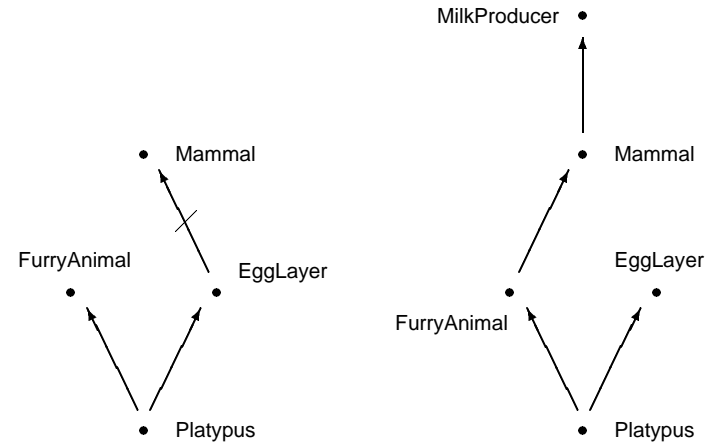 MilkProducer
Mammal
Mammal
FurryAnimal
EggLayer
EggLayer
FurryAnimal
Platypus
Platypus